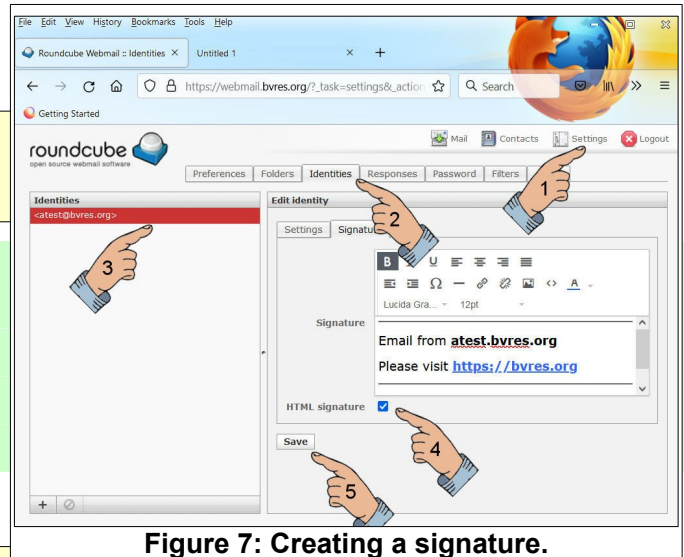 File Edit View History Bookmarks Tools Help
Roundcube Webmail :: Identities × Untitled 1 × +
https://webmail.bvres.org/?_task=settings&_action Search
Getting Started
roundcube
open source webmail software
Mail Contacts Settings Logout
Preferences Folders Identities Responses Password Filters
1
Identities
Edit identity
<atest@bvres.org>
Settings Signatu
2
3
B U
Lucida Gra... 12pt
Signature
Email from atest.bvres.org
Please visit https://bvres.org
HTML signature
4
Save
5
Figure 7: Creating a signature.